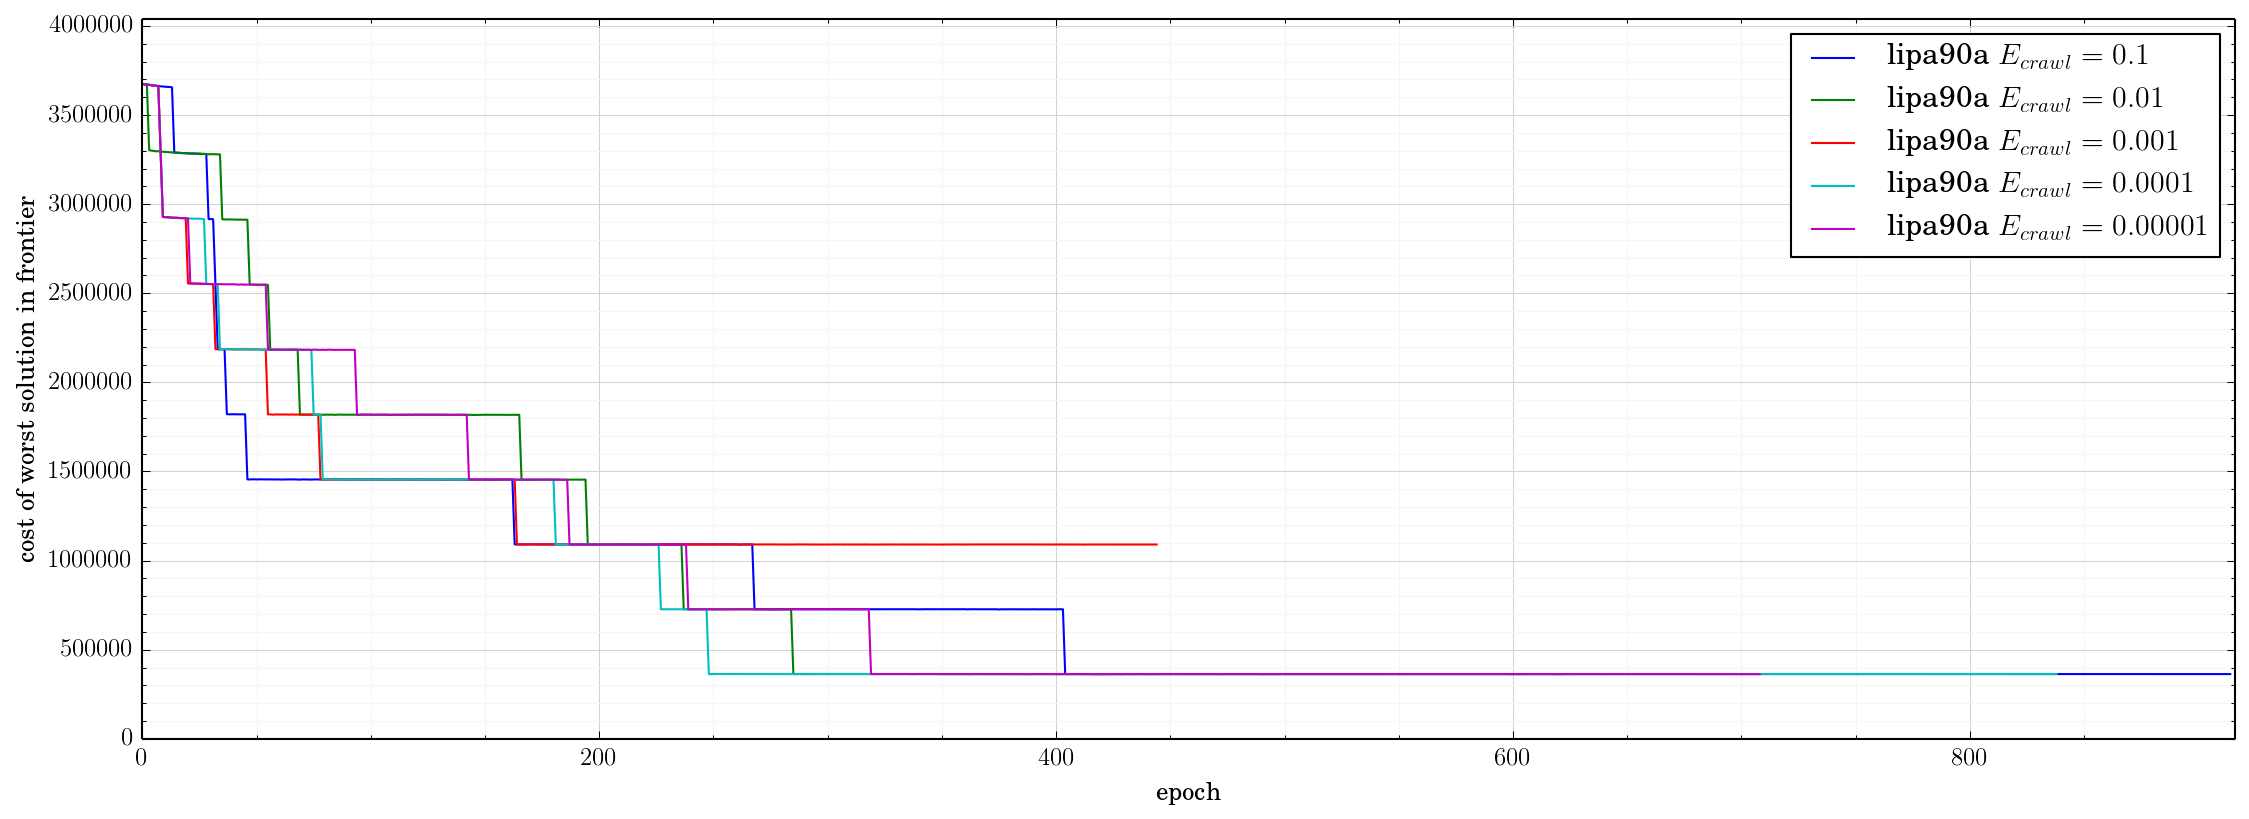 4000000
3500000
3000000
2500000
2000000
1500000
1000000
500000
0
cost of worst solution in frontier
0 200 400 600 800
epoch
lipa90a E_crawl = 0.1
lipa90a E_crawl = 0.01
lipa90a E_crawl = 0.001
lipa90a E_crawl = 0.0001
lipa90a E_crawl = 0.00001